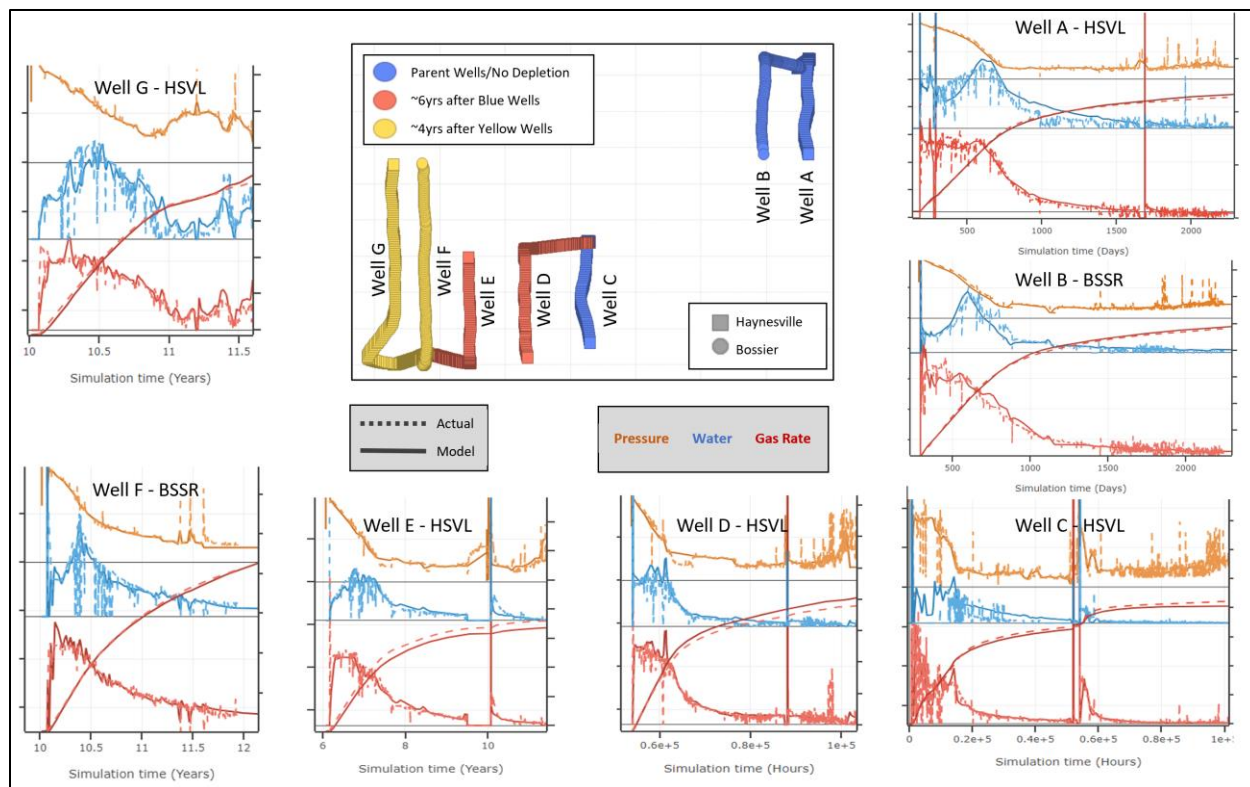 Well G - HSVL
10
10.5
11
11.5
Simulation time (Years)
Parent Wells/No Depletion
~6yrs after Blue Wells
~4yrs after Yellow Wells
Well G
Well F
Well E
Well D
Well C
Well B
Well A
Haynesville
Bossier
Well A - HSVL
500
1000
1500
2000
Simulation time (Days)
Well B - BSSR
500
1000
1500
2000
Simulation time (Days)
Actual
Model
Pressure Water Gas Rate
Well F - BSSR
10
10.5
11
11.5
12
Simulation time (Years)
Well E - HSVL
6
8
10
Simulation time (Years)
Well D - HSVL
0.6e+5
0.8e+5
1e+5
Simulation time (Hours)
Well C - HSVL
0
0.2e+5
0.4e+5
0.6e+5
0.8e+5
Simulation time (Hours)